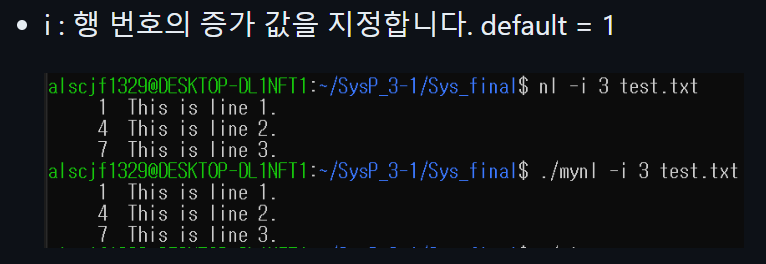 i : 행 번호의 증가 값을 지정합니다. default = 1
alscjf1329@DESKTOP-DL1NFT1:~/SysP_3-1/Sys_final$ nl -i 3 test.txt
1 This is line 1.
4 This is line 2.
7 This is line 3.
alscjf1329@DESKTOP-DL1NFT1:~/SysP_3-1/Sys_final$ ./mynl -i 3 test.txt
1 This is line 1.
4 This is line 2.
7 This is line 3.